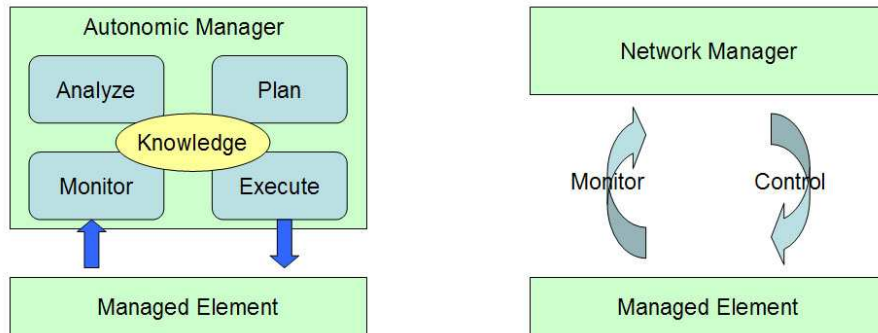 Autonomic Manager
Analyze
Plan
Knowledge
Monitor
Execute
Managed Element
Network Manager
Monitor
Control
Managed Element